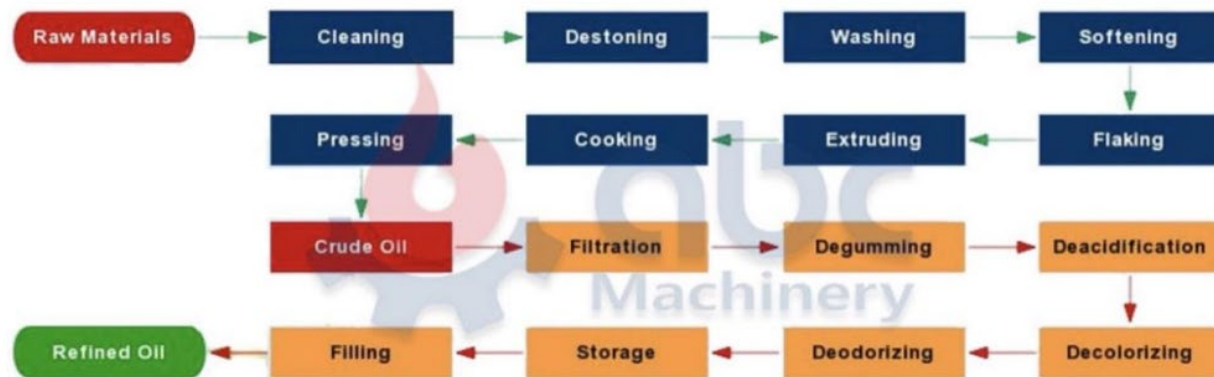 Raw Materials
Cleaning
Destoning
Washing
Softening
Flaking
Extruding
Cooking
Pressing
Crude Oil
Filtration
Degumming
Deacidification
Decolorizing
Deodorizing
Storage
Filling
Refined Oil
abc
Machinery